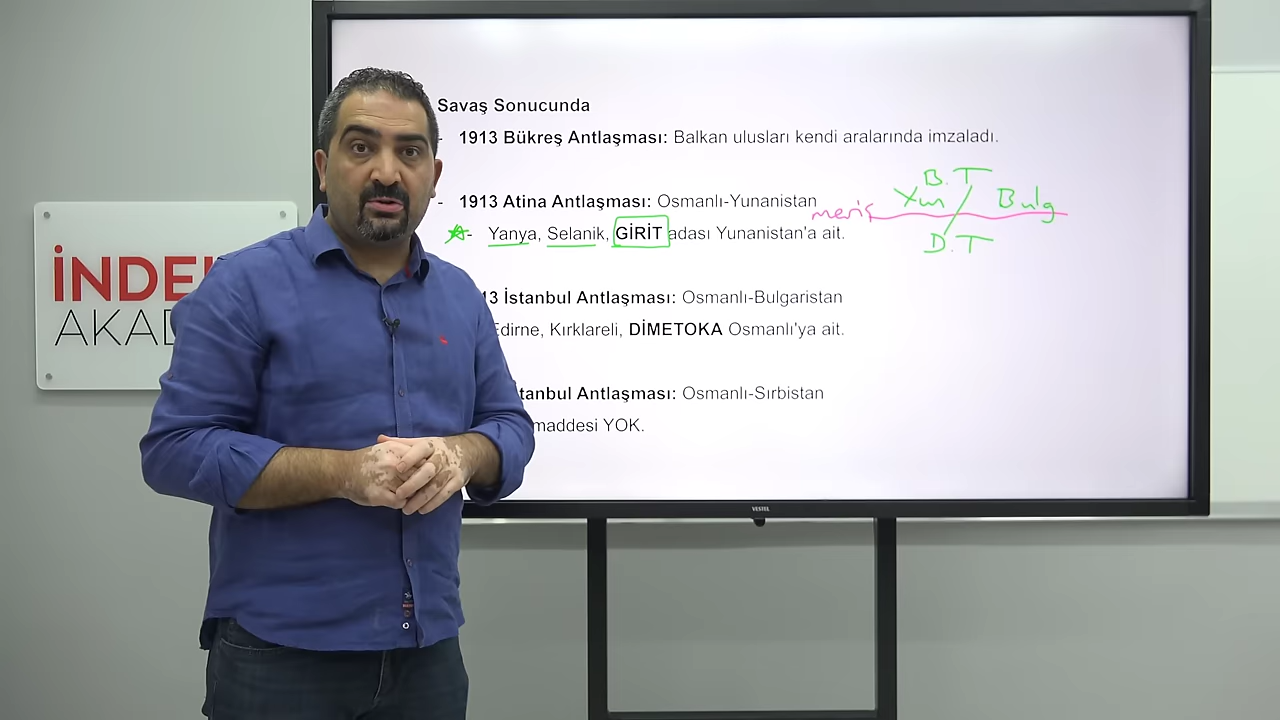 Savaş Sonucunda
- 1913 Bükreş Antlaşması: Balkan ulusları kendi aralarında imzaladı.
- 1913 Atina Antlaşması: Osmanlı-Yunanistan
- Yanya, Selanik, GİRİT adası Yunanistan'a ait.
B.T
Yun Bulg
meriç
D.T
13 İstanbul Antlaşması: Osmanlı-Bulgaristan
Edirne, Kırklareli, DİMETOKA Osmanlı'ya ait.
tanbul Antlaşması: Osmanlı-Sırbistan
maddesi YOK.
İNDE
AKAD
VESTEL